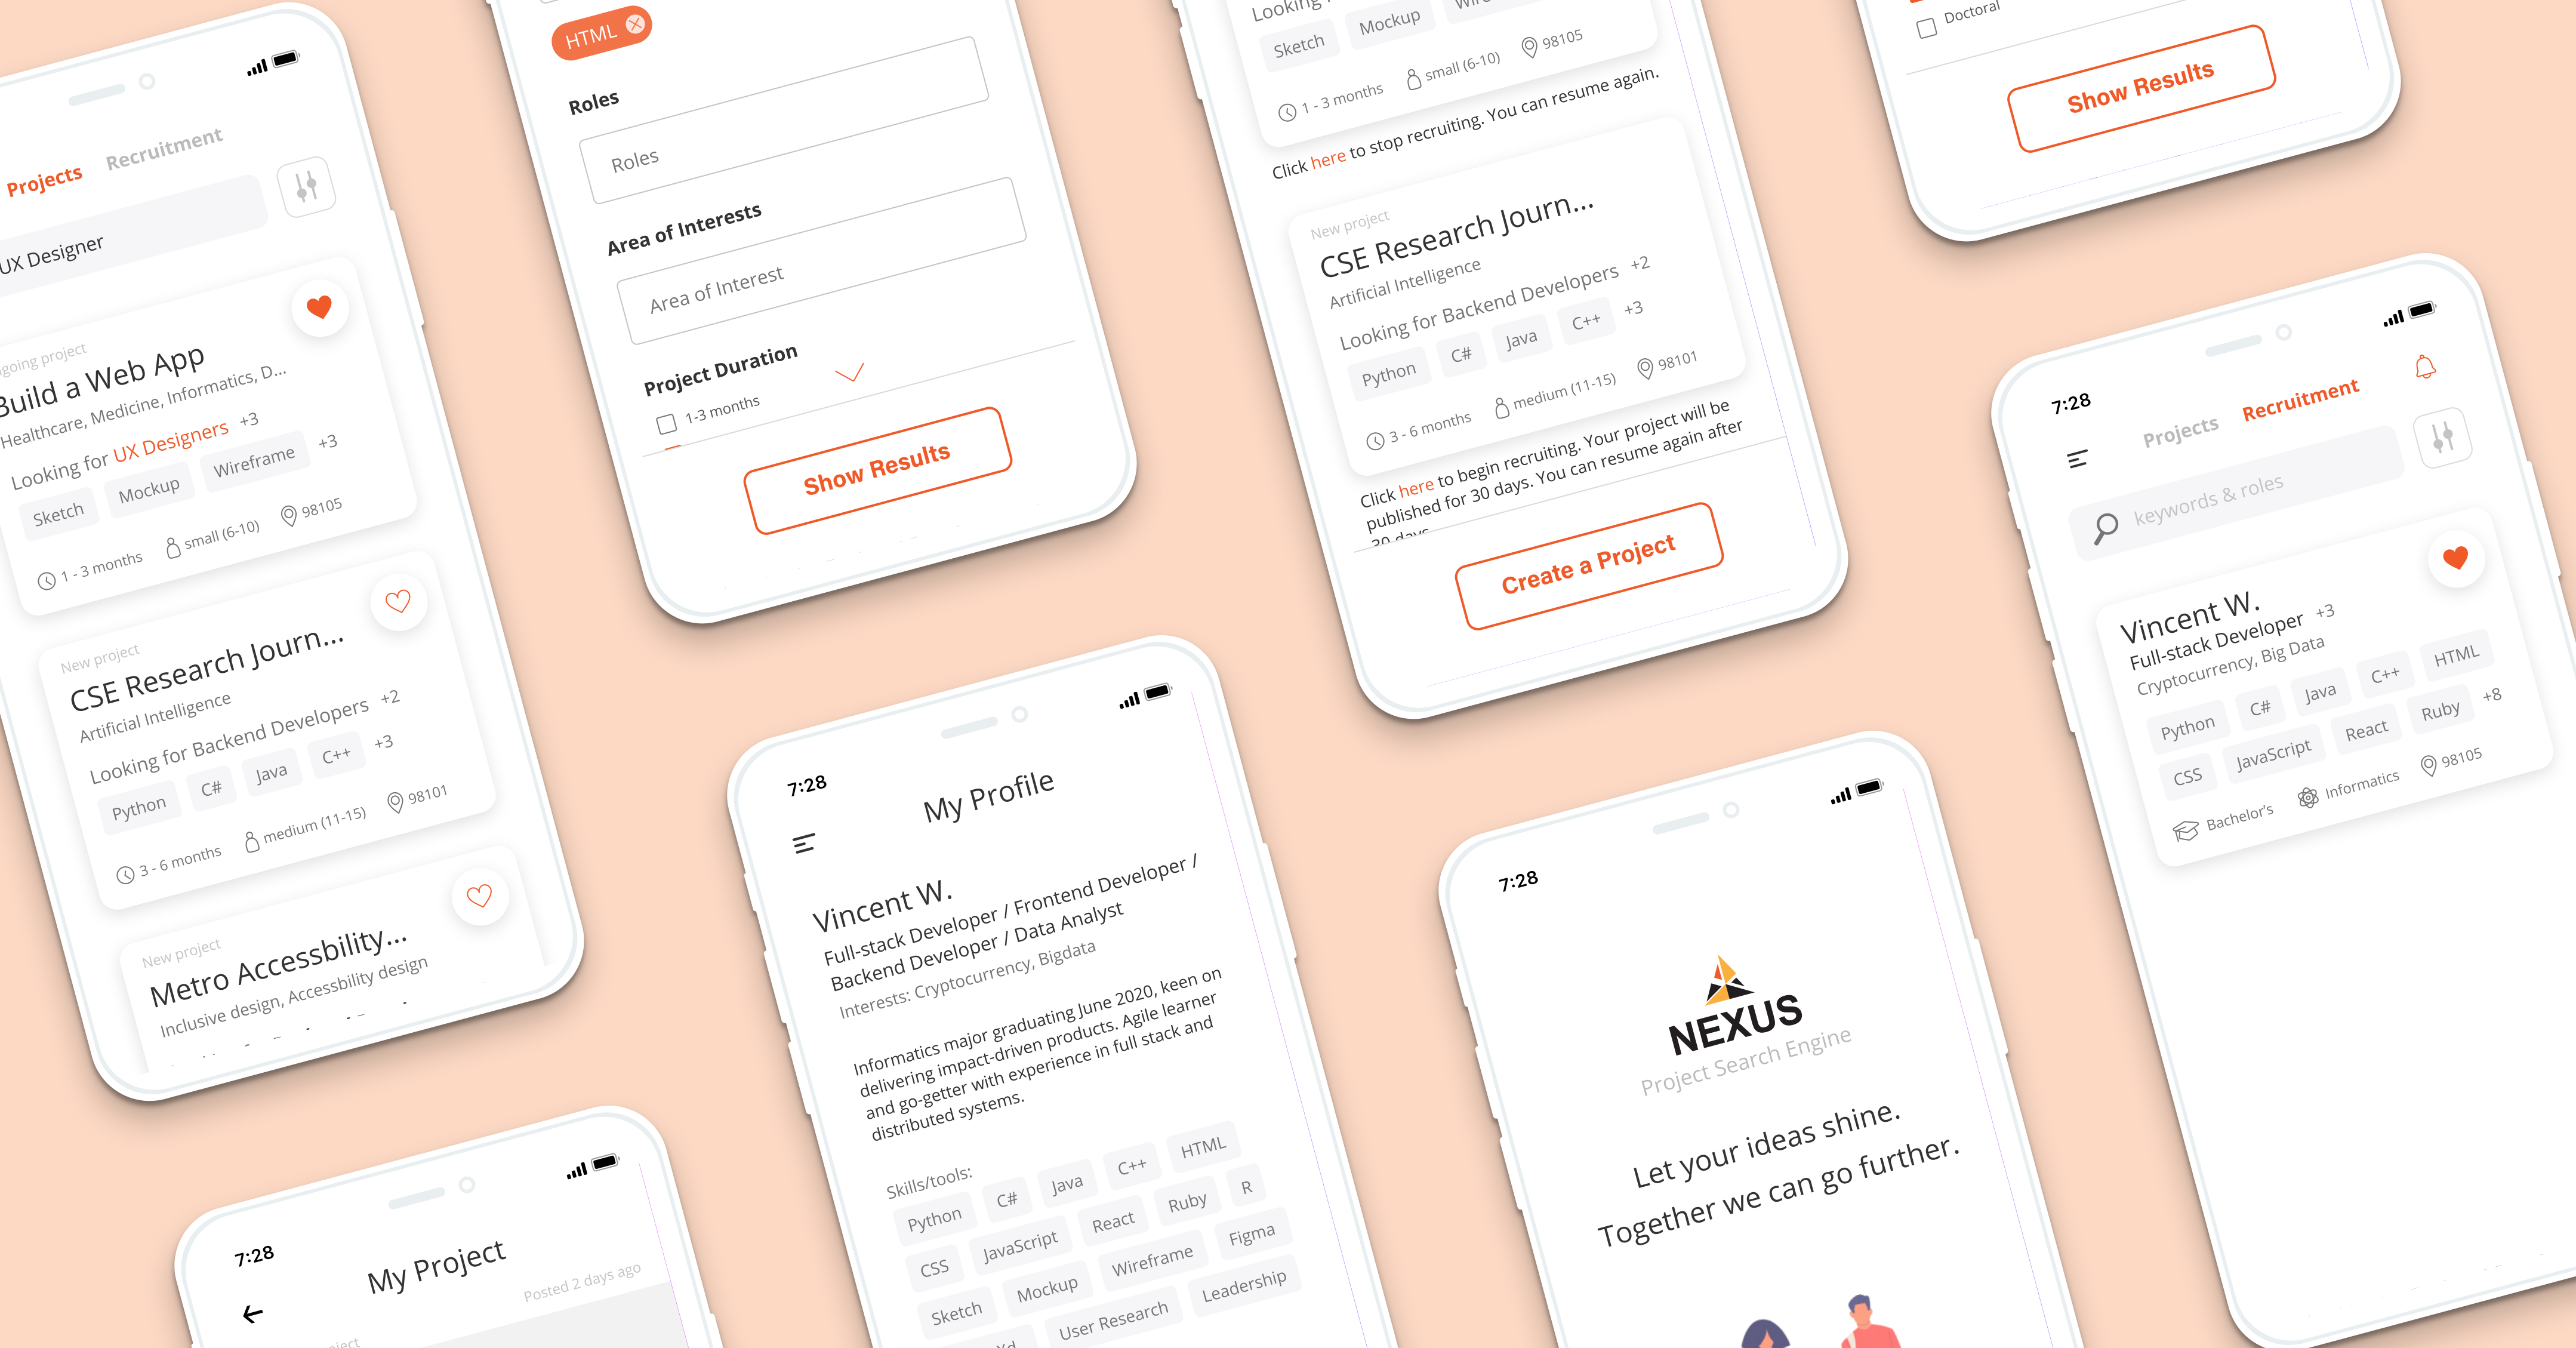 Projects
Recruitment
UX Designer
going project
Build a Web App
Healthcare, Medicine, Informatics, D...
Looking for UX Designers +3
Sketch Mockup Wireframe +3
1 - 3 months small (6-10) 98105
New project
CSE Research Journ...
Artificial Intelligence
Looking for Backend Developers +2
Python C# Java C++ +3
3 - 6 months medium (11-15) 98101
New project
Metro Accessbility...
Inclusive design, Accessbility design
7:28
My Project
Posted 2 days ago
HTML
Roles
Roles
Area of Interests
Area of Interest
Project Duration
1-3 months
Show Results
7:28
My Profile
Vincent W.
Full-stack Developer / Frontend Developer /
Backend Developer / Data Analyst
Interests: Cryptocurrency, Bigdata
Informatics major graduating June 2020, keen on
delivering impact-driven products. Agile learner
and go-getter with experience in full stack and
distributed systems.
Skills/tools:
Python C# Java C++ HTML
CSS JavaScript React Ruby R
Sketch Mockup Wireframe Figma
Xd User Research Leadership
Looking
Sketch Mockup
1 - 3 months small (6-10) 98105
Click here to stop recruiting. You can resume again.
New project
CSE Research Journ...
Artificial Intelligence
Looking for Backend Developers +2
Python C# Java C++ +3
3 - 6 months medium (11-15) 98101
Click here to begin recruiting. Your project will be
published for 30 days. You can resume again after
30 days
Create a Project
7:28
NEXUS
Project Search Engine
Let your ideas shine.
Together we can go further.
Doctoral
Show Results
7:28
Projects Recruitment
keywords & roles
Vincent W.
Full-stack Developer +3
Cryptocurrency, Big Data
Python C# Java C++ HTML
CSS JavaScript React Ruby +8
Bachelor's Informatics 98105